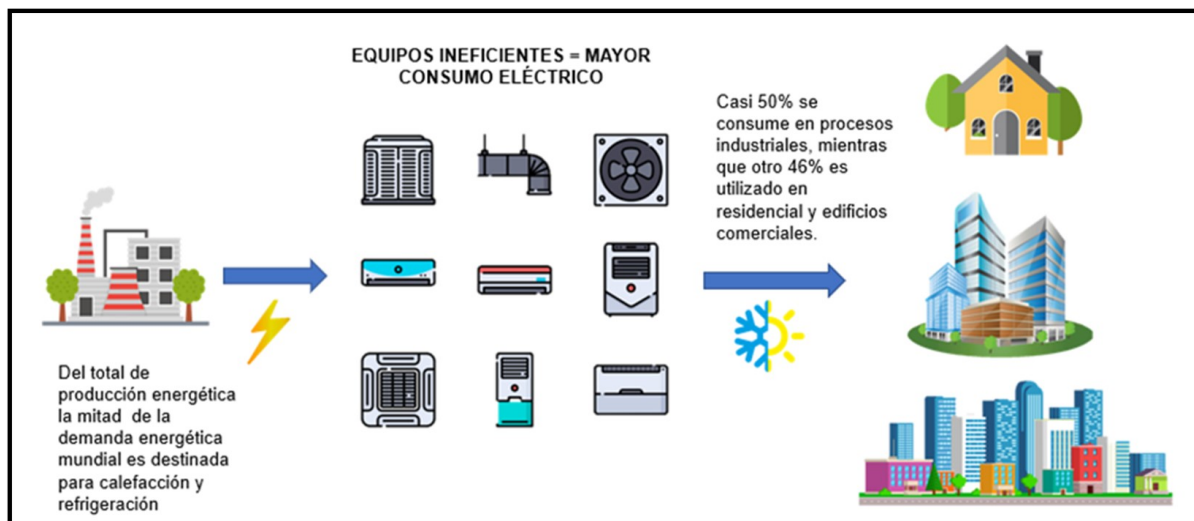 EQUIPOS INEFICIENTES = MAYOR
CONSUMO ELÉCTRICO
Casi 50% se
consume en procesos
industriales, mientras
que otro 46% es
utilizado en
residencial y edificios
comerciales.
Del total de
producción energética
la mitad de la
demanda energética
mundial es destinada
para calefacción y
refrigeración